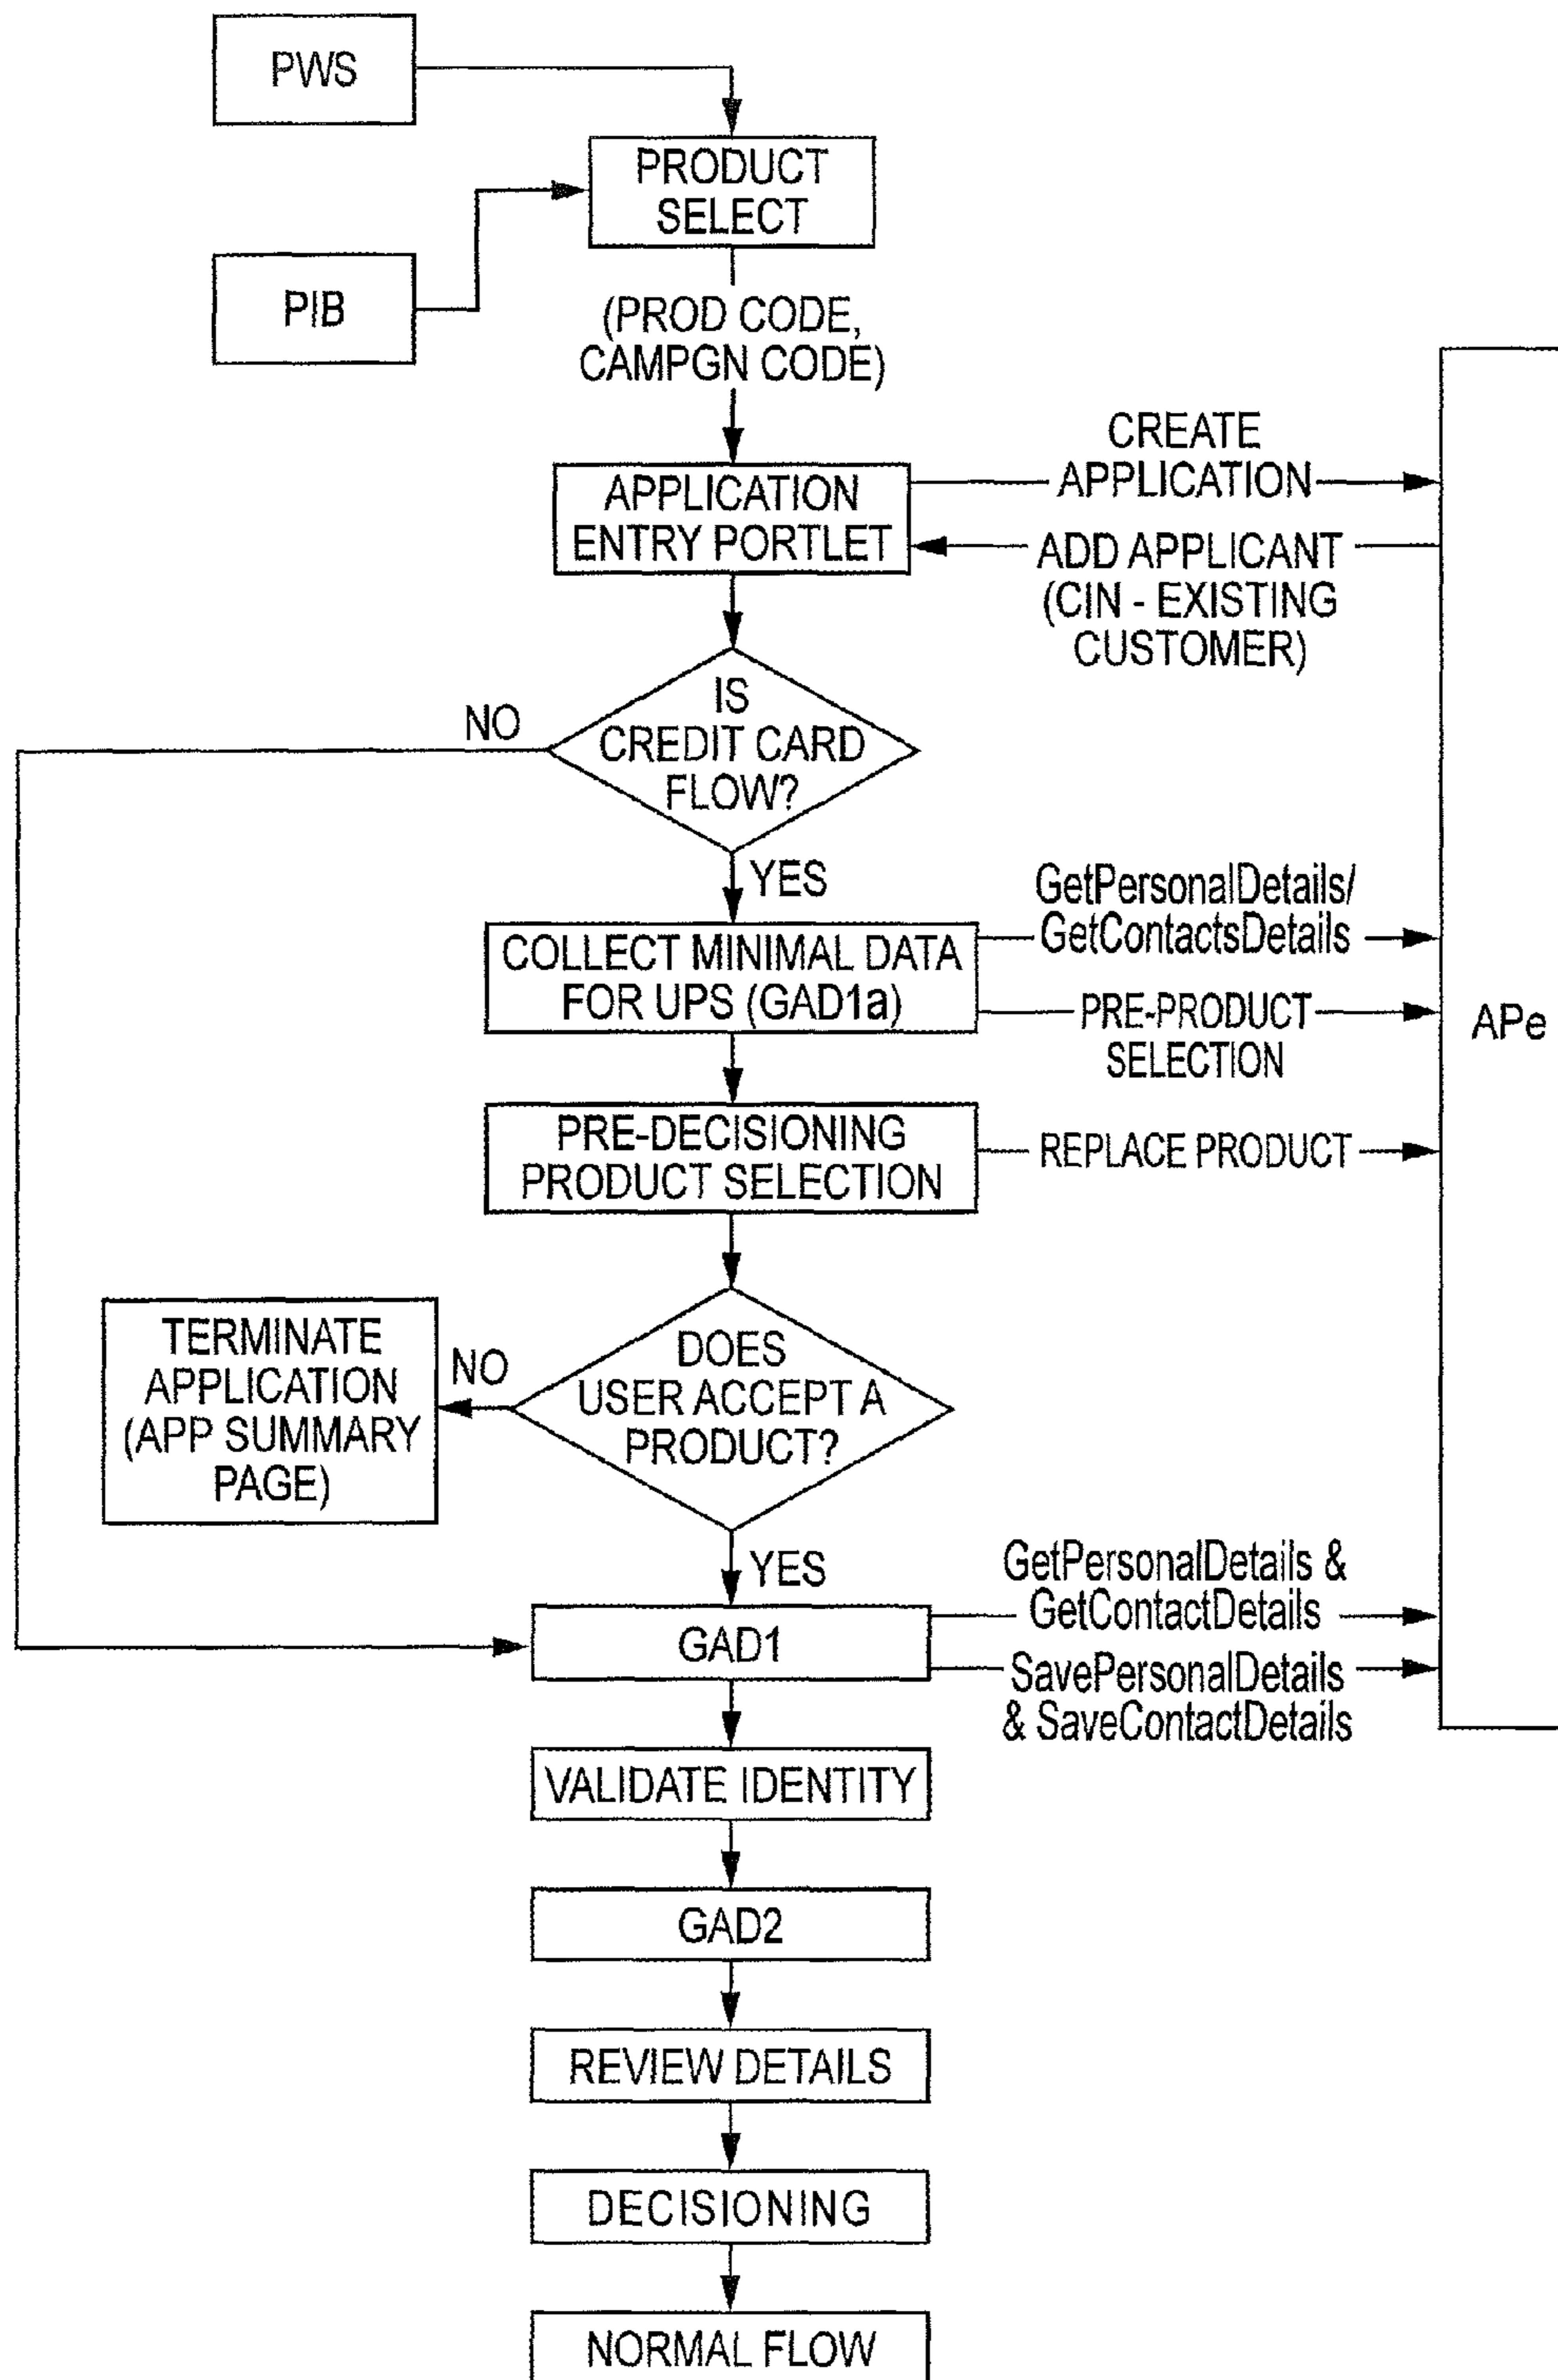 PWS
PRODUCT
SELECT
PIB
(PROD CODE,
CAMPGN CODE)
CREATE
APPLICATION
APPLICATION
ENTRY PORTLET
ADD APPLICANT
(CIN - EXISTING
CUSTOMER)
IS
CREDIT CARD
FLOW?
NO
YES
GetPersonalDetails/
GetContactsDetails
COLLECT MINIMAL DATA
FOR UPS (GAD1a)
PRE-PRODUCT
SELECTION
APe
PRE-DECISIONING
PRODUCT SELECTION
REPLACE PRODUCT
TERMINATE
APPLICATION
(APP SUMMARY
PAGE)
NO
DOES
USER ACCEPT A
PRODUCT?
YES
GetPersonalDetails &
GetContactDetails
GAD1
SavePersonalDetails
& SaveContactDetails
VALIDATE IDENTITY
GAD2
REVIEW DETAILS
DECISIONING
NORMAL FLOW